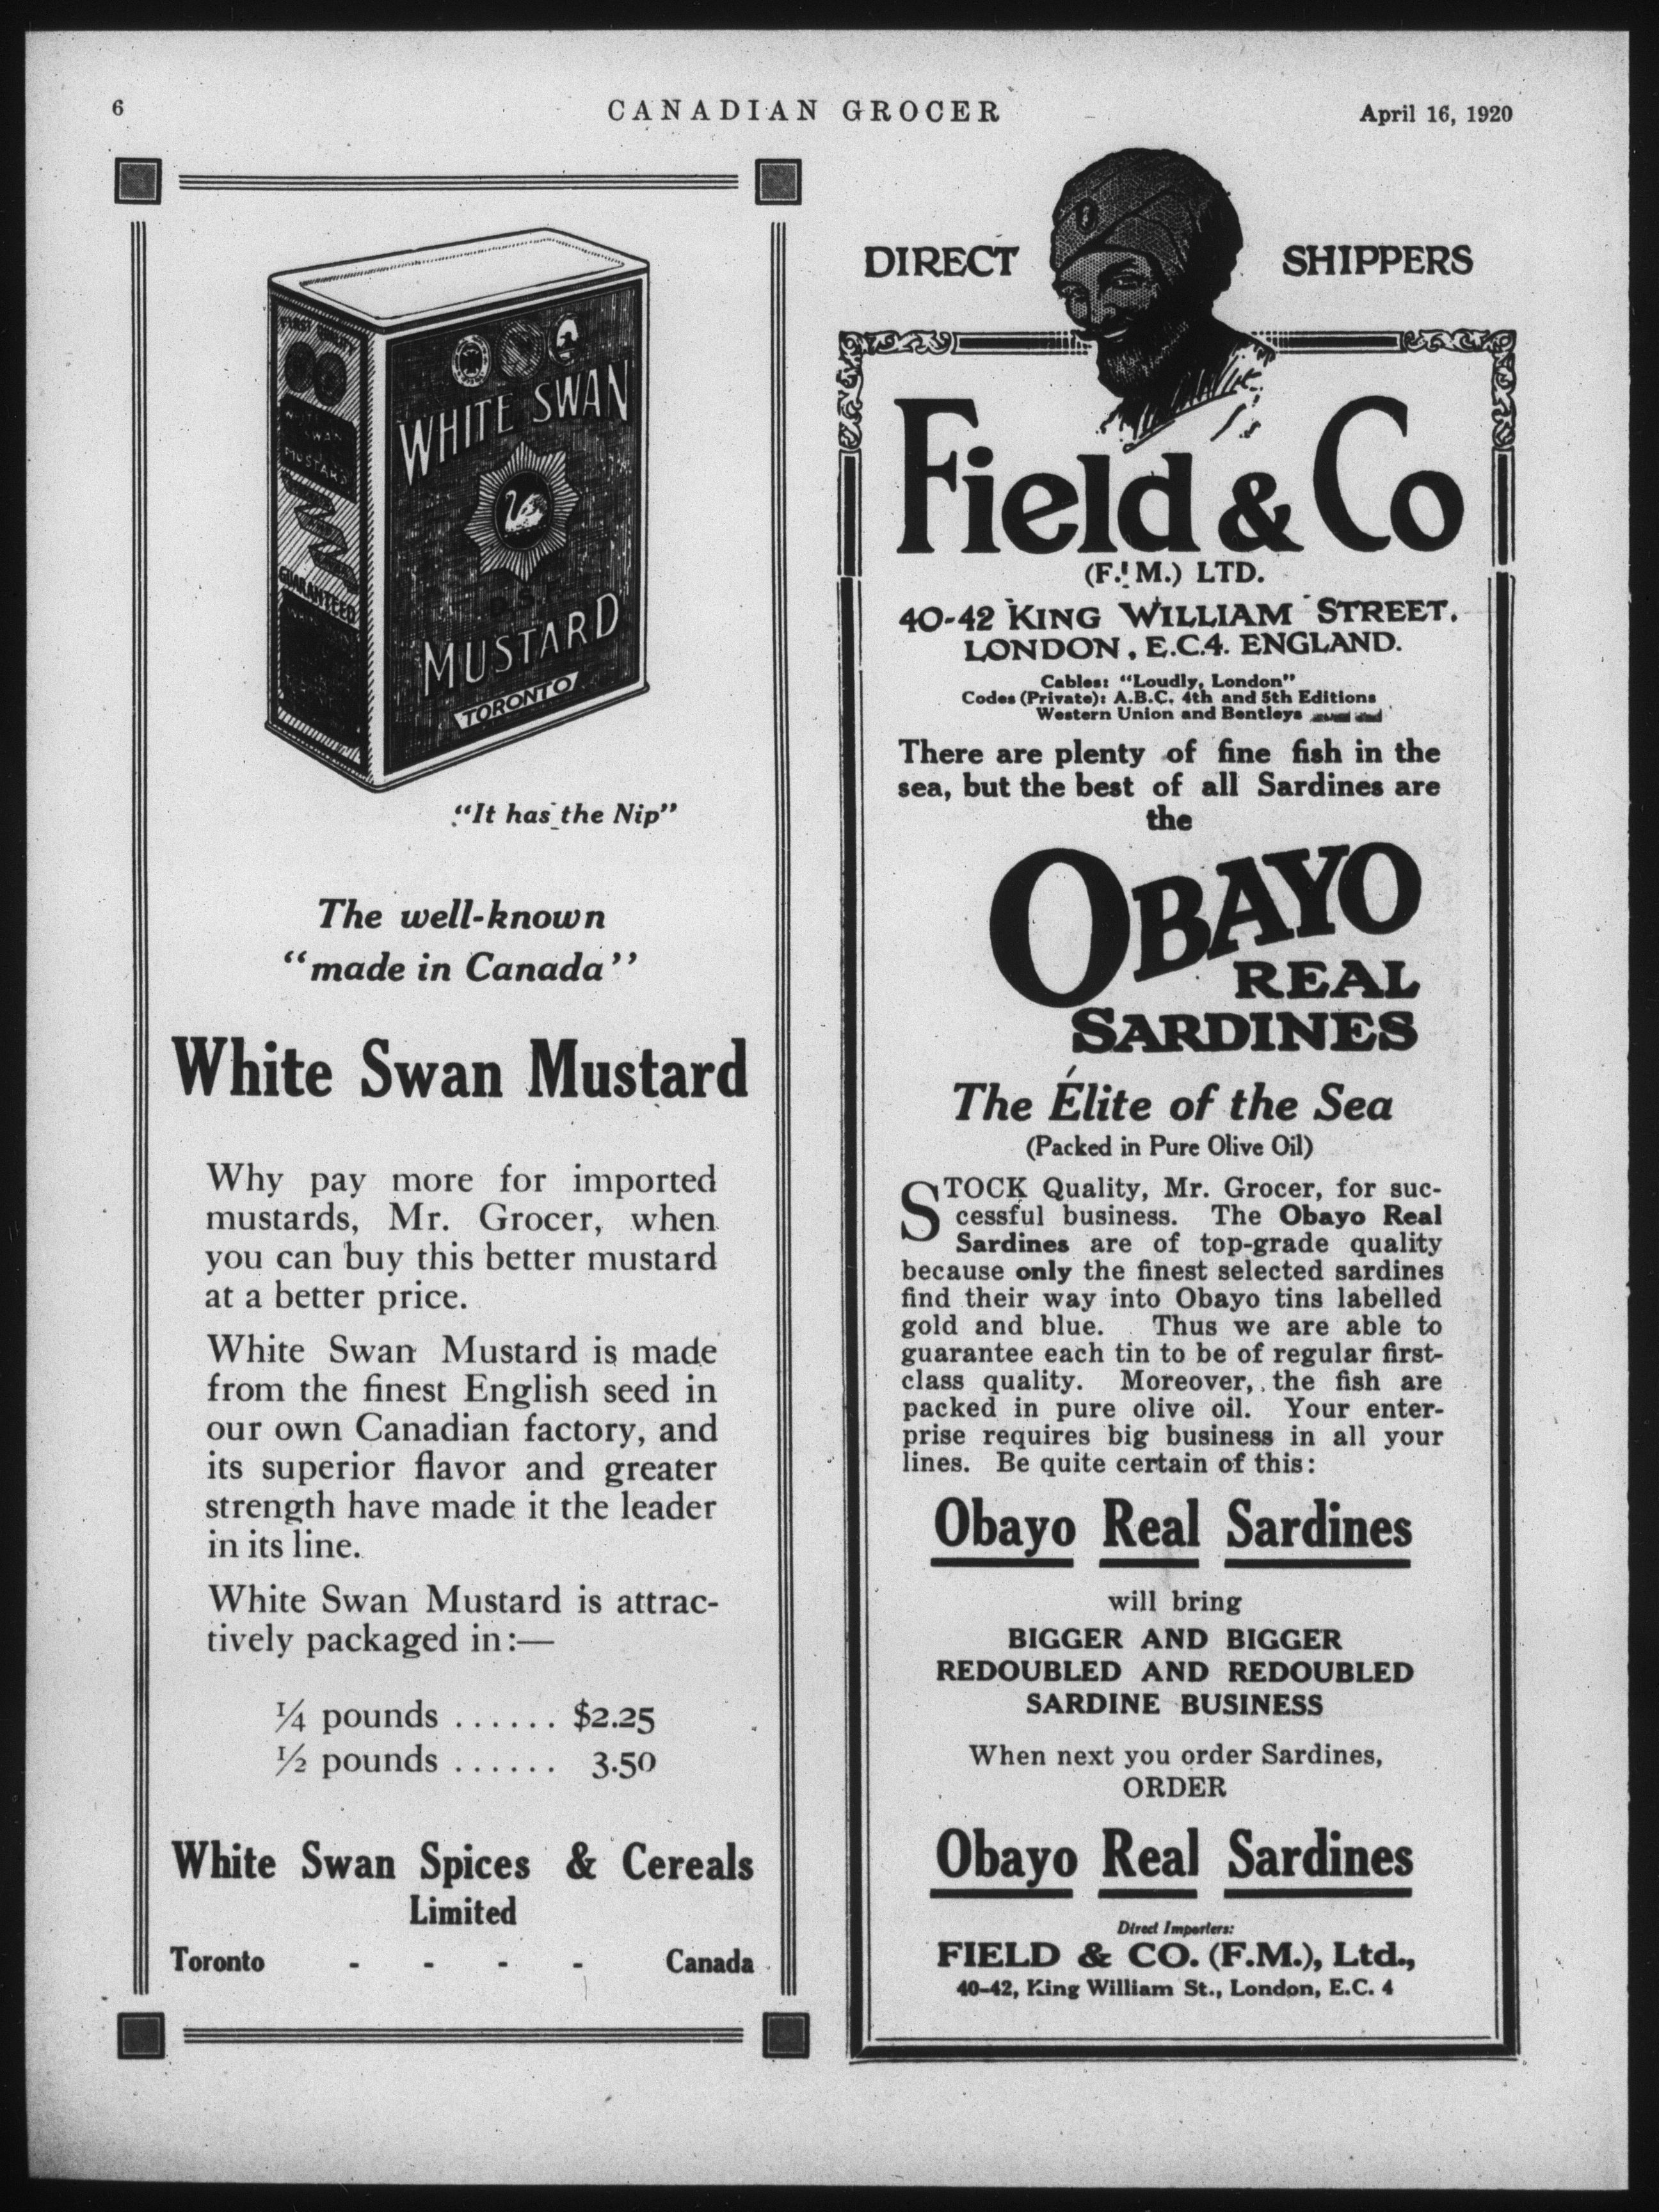 6
CANADIAN GROCER
April 16, 1920
WHITE SWAN
D.S.F.
MUSTARD
TORONTO
SWAN
MUSTARD
GUARANTEED
"It has the Nip"
The well-known
"made in Canada"
White Swan Mustard
Why pay more for imported
mustards, Mr. Grocer, when
you can buy this better mustard
at a better price.
White Swan Mustard is made
from the finest English seed in
our own Canadian factory, and
its superior flavor and greater
strength have made it the leader
in its line.
White Swan Mustard is attrac-
tively packaged in:—
¼ pounds ...... $2.25
½ pounds ...... 3.50
White Swan Spices & Cereals
Limited
Toronto - - - - Canada
DIRECT SHIPPERS
Field & Co
(F. M.) LTD.
40-42 KING WILLIAM STREET.
LONDON, E.C.4. ENGLAND.
Cables: "Loudly, London"
Codes (Private): A.B.C. 4th and 5th Editions
Western Union and Bentleys
There are plenty of fine fish in the
sea, but the best of all Sardines are
the
OBAYO
REAL
SARDINES
The Élite of the Sea
(Packed in Pure Olive Oil)
STOCK Quality, Mr. Grocer, for suc-
cessful business. The Obayo Real
Sardines are of top-grade quality
because only the finest selected sardines
find their way into Obayo tins labelled
gold and blue. Thus we are able to
guarantee each tin to be of regular first-
class quality. Moreover, the fish are
packed in pure olive oil. Your enter-
prise requires big business in all your
lines. Be quite certain of this:
Obayo Real Sardines
will bring
BIGGER AND BIGGER
REDOUBLED AND REDOUBLED
SARDINE BUSINESS
When next you order Sardines,
ORDER
Obayo Real Sardines
Direct Importers:
FIELD & CO. (F.M.), Ltd.,
40-42, King William St., London, E.C. 4